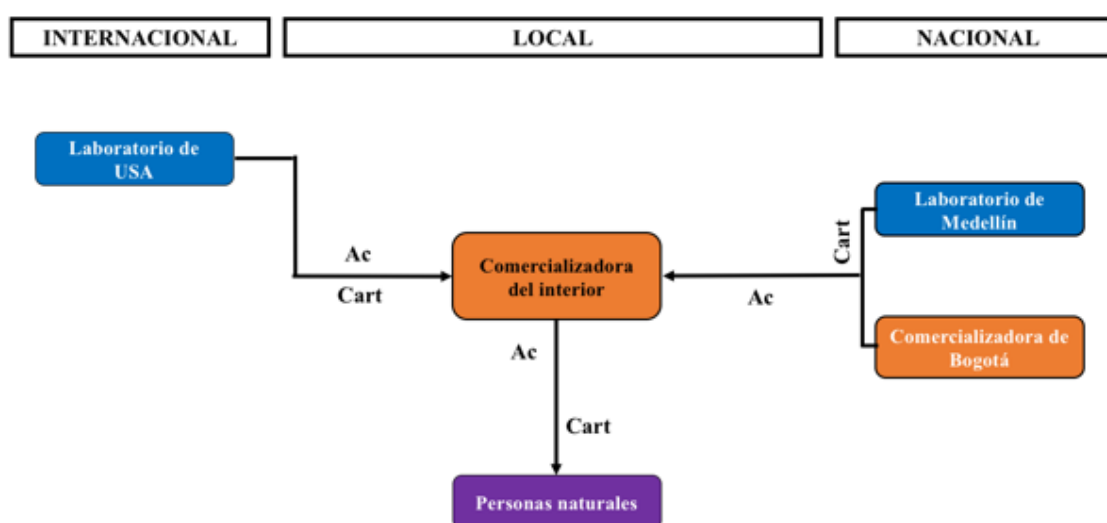 INTERNACIONAL
LOCAL
NACIONAL
Laboratorio de
USA
Laboratorio de
Medellín
Cart
Ac
Cart
Comercializadora
del interior
Ac
Comercializadora de
Bogotá
Ac
Cart
Personas naturales